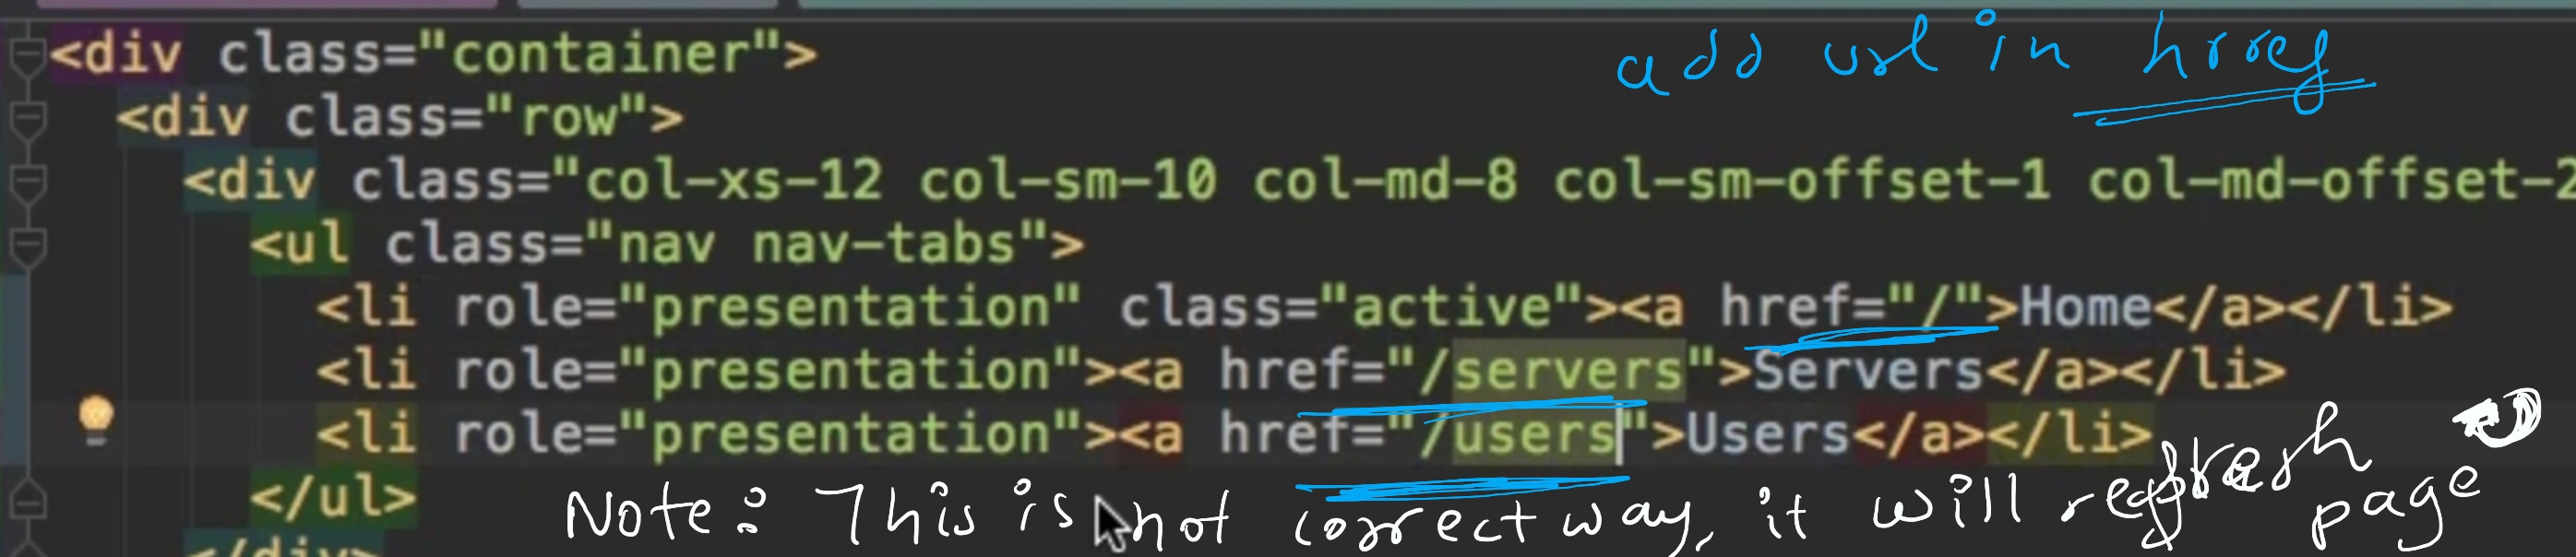 <div class="container">
add url in href
<div class="row">
<div class="col-xs-12 col-sm-10 col-md-8 col-sm-offset-1 col-md-offset-2
<ul class="nav nav-tabs">
<li role="presentation" class="active"><a href="/">Home</a></li>
<li role="presentation"><a href="/servers">Servers</a></li>
<li role="presentation"><a href="/users">Users</a></li>
</ul>
Note: This is not correct way, it will refresh page
</div>